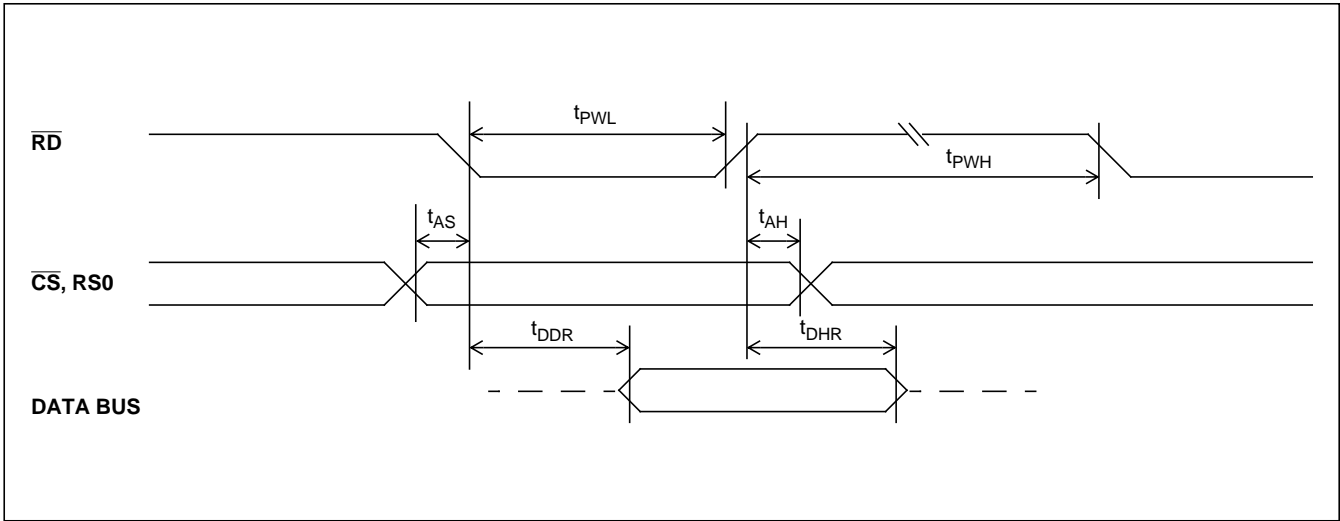 tPWL
RD
tPWH
tAS
tAH
CS, RS0
tDDR
tDHR
DATA BUS